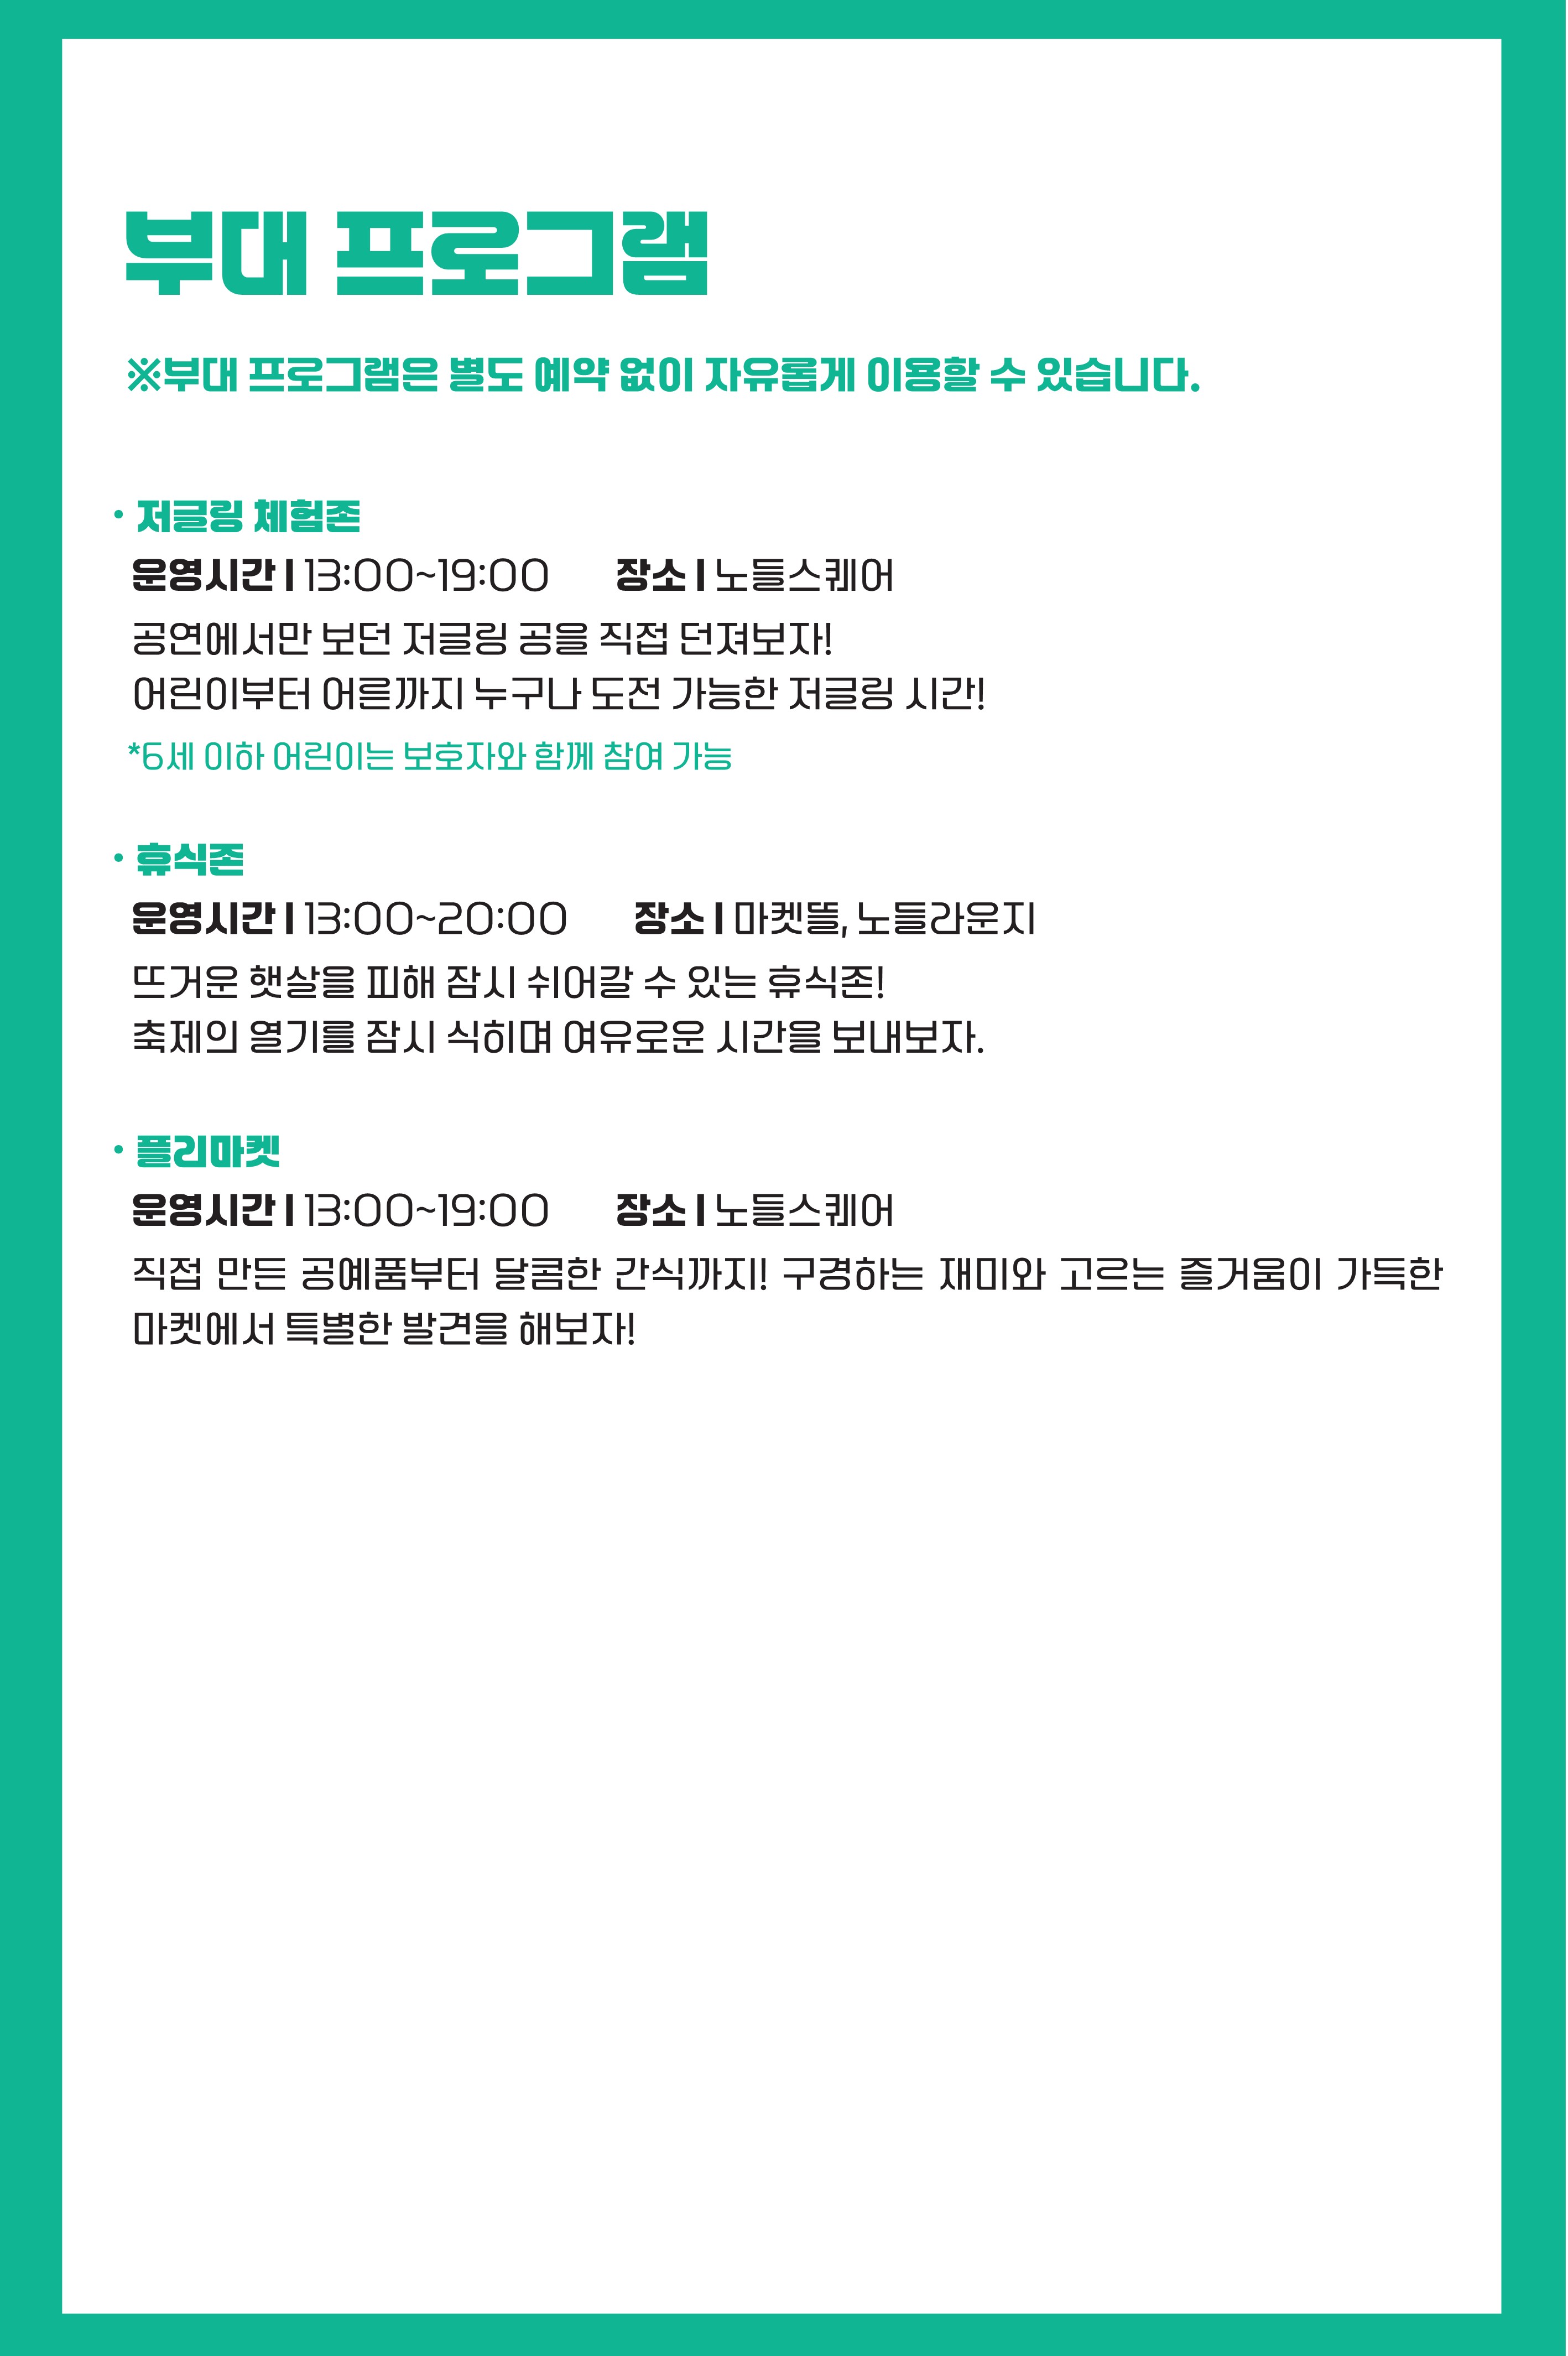 부대 프로그램
※부대 프로그램은 별도 예약 없이 자유롭게 이용할 수 있습니다.
• 저글링 체험존
운영시간 | 13:00~19:00 장소 | 노들스퀘어
공연에서만 보던 저글링 공을 직접 던져보자!
어린이부터 어른까지 누구나 도전 가능한 저글링 시간!
*6세 이하 어린이는 보호자와 함께 참여 가능
• 휴식존
운영시간 | 13:00~20:00 장소 | 마켓뜰, 노들라운지
뜨거운 햇살을 피해 잠시 쉬어갈 수 있는 휴식존!
축제의 열기를 잠시 식히며 여유로운 시간을 보내보자.
• 플리마켓
운영시간 | 13:00~19:00 장소 | 노들스퀘어
직접 만든 공예품부터 달콤한 간식까지! 구경하는 재미와 고르는 즐거움이 가득한
마켓에서 특별한 발견을 해보자!